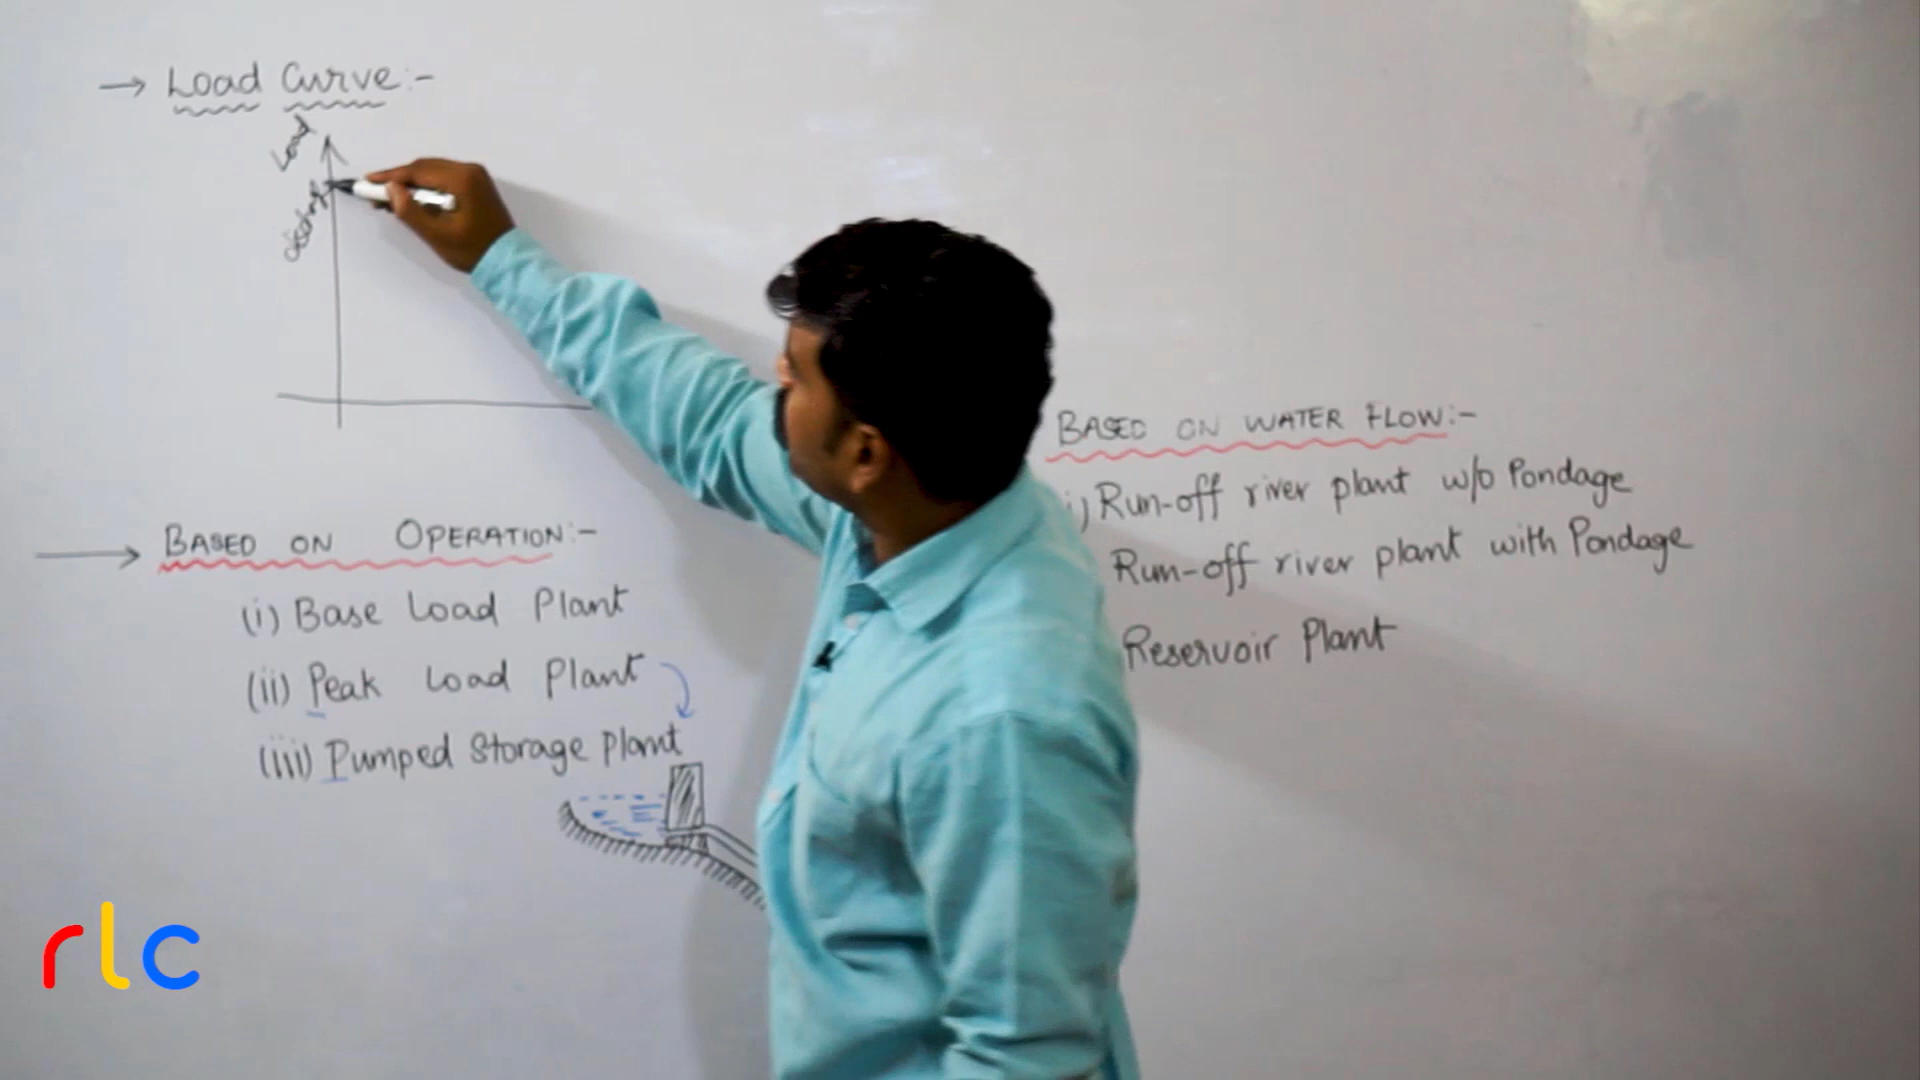 → Load Curve:-
Load
discharge
BASED ON WATER FLOW:-
i) Run-off river plant w/o Pondage
Run-off river plant with Pondage
Reservoir Plant
→ BASED ON OPERATION:-
(i) Base Load Plant
(ii) Peak Load Plant
(iii) Pumped Storage Plant
rlc